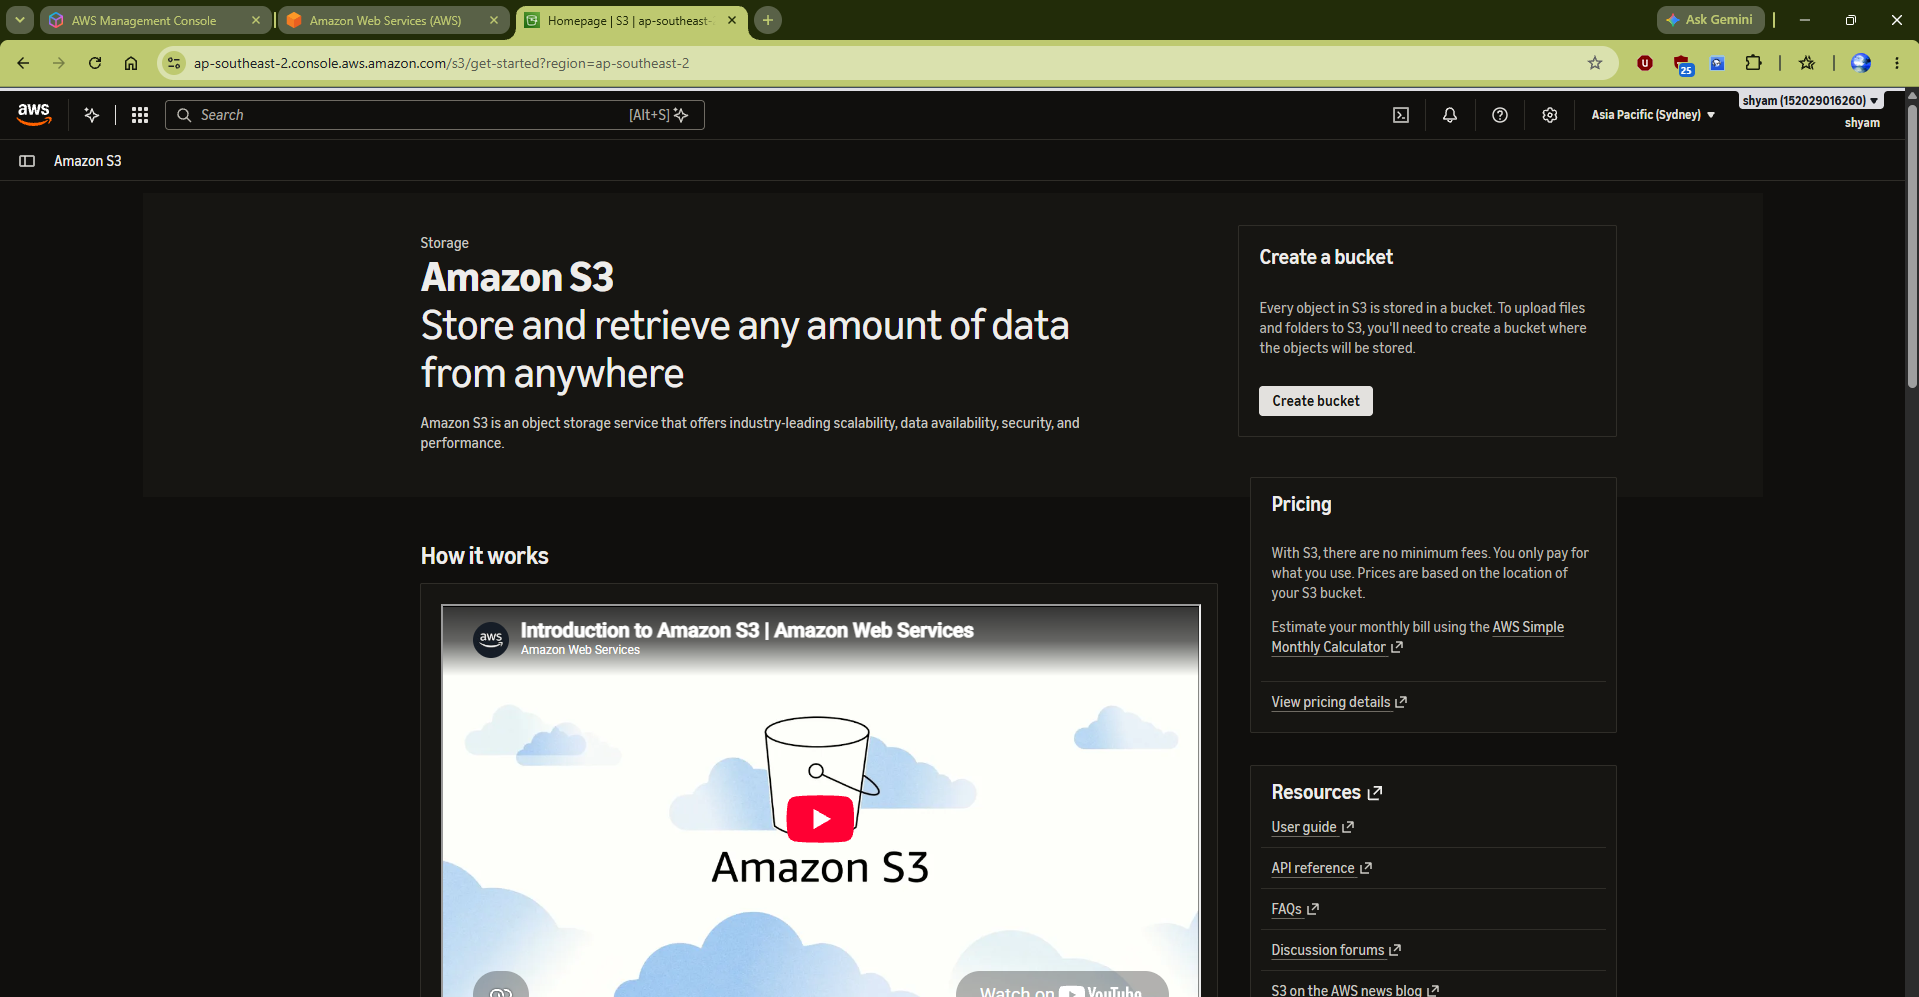 AWS Management Console
Amazon Web Services (AWS)
Homepage | S3 | ap-southeast-
Ask Gemini
ap-southeast-2.console.aws.amazon.com/s3/get-started?region=ap-southeast-2
25
aws
Search
[Alt+S]
Asia Pacific (Sydney)
shyam (152029016260)
shyam
Amazon S3
Storage
Amazon S3
Store and retrieve any amount of data
from anywhere
Amazon S3 is an object storage service that offers industry-leading scalability, data availability, security, and
performance.
Create a bucket
Every object in S3 is stored in a bucket. To upload files
and folders to S3, you'll need to create a bucket where
the objects will be stored.
Create bucket
Pricing
With S3, there are no minimum fees. You only pay for
what you use. Prices are based on the location of
your S3 bucket.
Estimate your monthly bill using the AWS Simple
Monthly Calculator
View pricing details
How it works
aws
Introduction to Amazon S3 | Amazon Web Services
Amazon Web Services
Amazon S3
Watch on YouTube
Resources
User guide
API reference
FAQs
Discussion forums
S3 on the AWS news blog